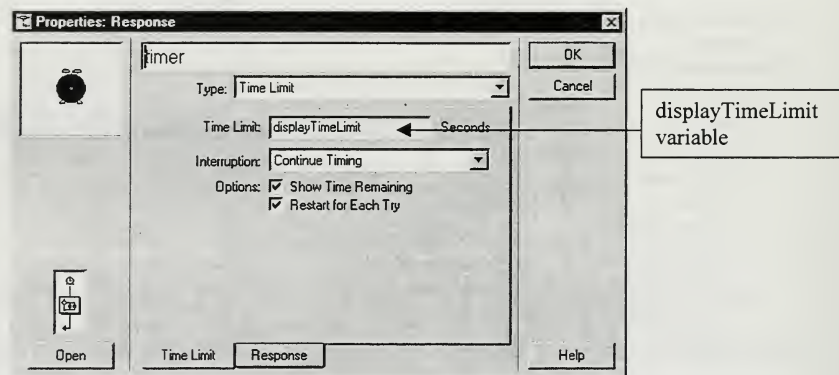 Properties: Response
timer
OK
Type: Time Limit
Cancel
Time Limit: displayTimeLimit Seconds
displayTimeLimit
variable
Interruption: Continue Timing
Options: Show Time Remaining
Restart for Each Try
Open
Time Limit
Response
Help